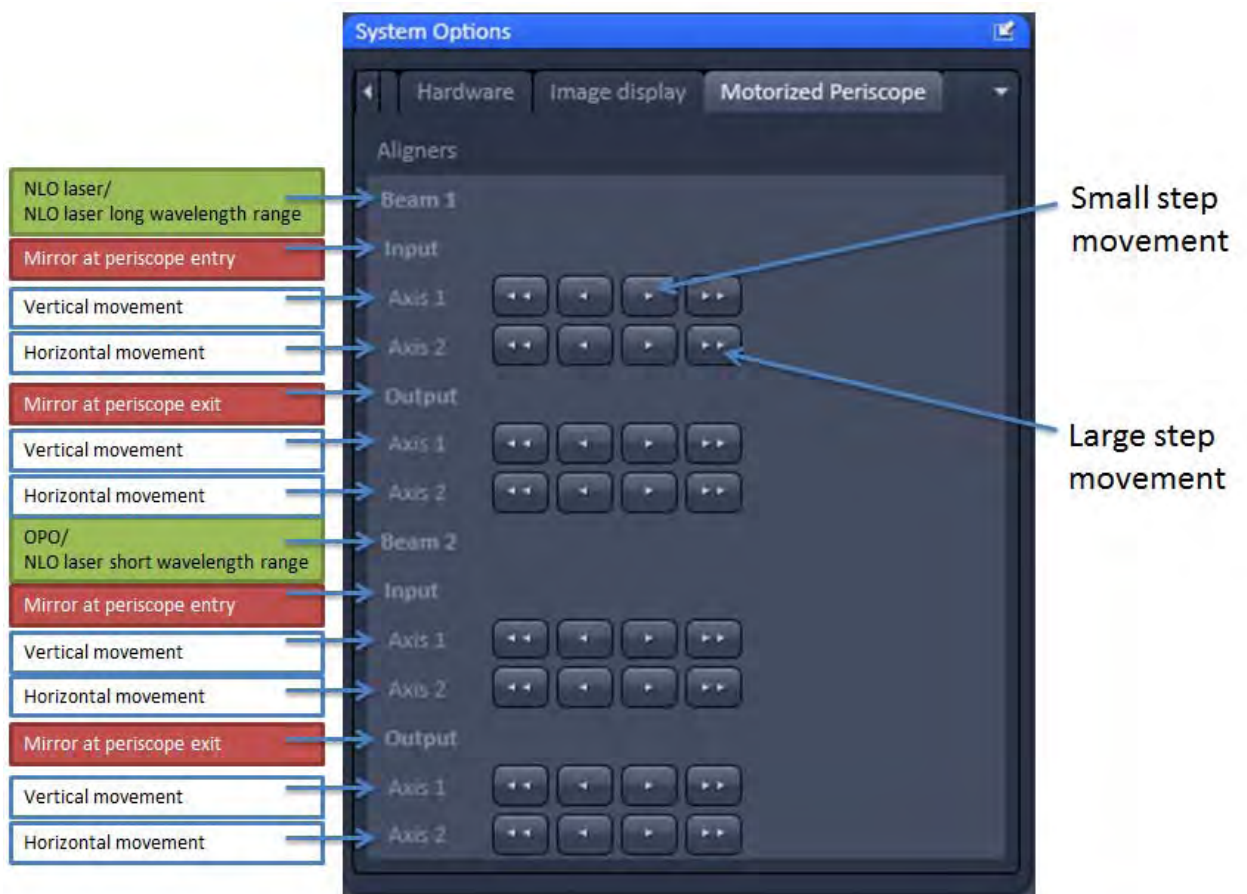 System Options
Hardware Image display Motorized Periscope
Aligners
NLO laser/
NLO laser long wavelength range
Beam 1
Mirror at periscope entry
Input
Vertical movement
Axis 1
Horizontal movement
Axis 2
Mirror at periscope exit
Output
Vertical movement
Axis 1
Horizontal movement
Axis 2
OPO/
NLO laser short wavelength range
Beam 2
Mirror at periscope entry
Input
Vertical movement
Axis 1
Horizontal movement
Axis 2
Mirror at periscope exit
Output
Vertical movement
Axis 1
Horizontal movement
Axis 2
Small step
movement
Large step
movement